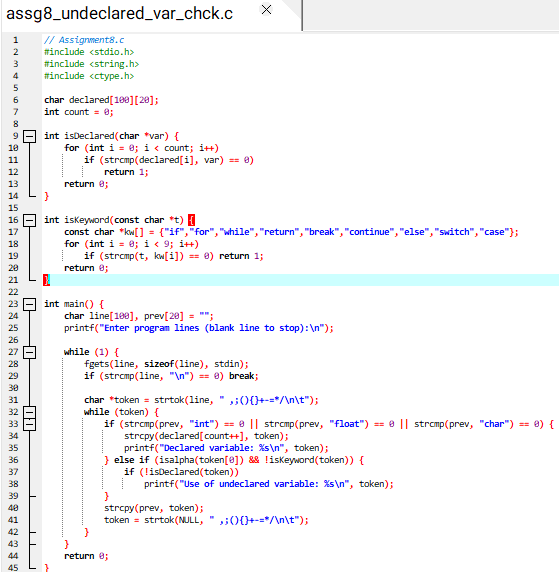 assg8_undeclared_var_chck.c ×
1 // Assignment8.c
2 #include <stdio.h>
3 #include <string.h>
4 #include <ctype.h>
5
6 char declared[100][20];
7 int count = 0;
8
9 int isDeclared(char *var) {
10     for (int i = 0; i < count; i++)
11         if (strcmp(declared[i], var) == 0)
12             return 1;
13     return 0;
14 }
15
16 int isKeyword(const char *t) {
17     const char *kw[] = {"if","for","while","return","break","continue","else","switch","case"};
18     for (int i = 0; i < 9; i++)
19         if (strcmp(t, kw[i]) == 0) return 1;
20     return 0;
21 }
22
23 int main() {
24     char line[100], prev[20] = "";
25     printf("Enter program lines (blank line to stop):\n");
26
27     while (1) {
28         fgets(line, sizeof(line), stdin);
29         if (strcmp(line, "\n") == 0) break;
30
31         char *token = strtok(line, " ,;(){}+-=*/\n\t");
32         while (token) {
33             if (strcmp(prev, "int") == 0 || strcmp(prev, "float") == 0 || strcmp(prev, "char") == 0) {
34                 strcpy(declared[count++], token);
35                 printf("Declared variable: %s\n", token);
36             } else if (isalpha(token[0]) && !isKeyword(token)) {
37                 if (!isDeclared(token))
38                     printf("Use of undeclared variable: %s\n", token);
39             }
40             strcpy(prev, token);
41             token = strtok(NULL, " ,;(){}+-=*/\n\t");
42         }
43     }
44     return 0;
45 }